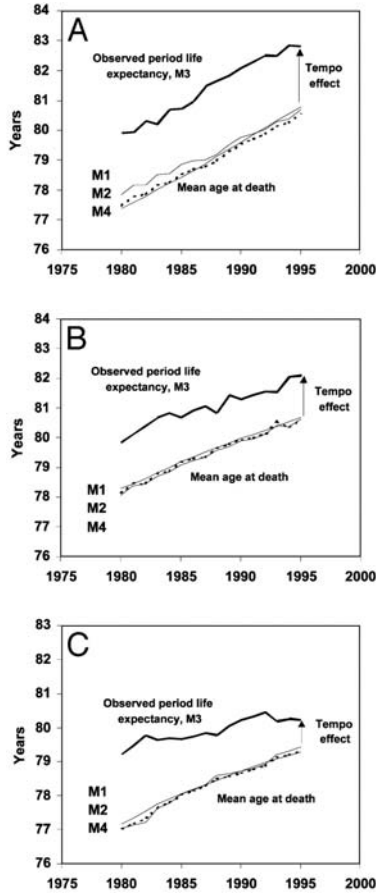 A
84
83
82
81
80
79
78
77
76
Years
Observed period life
expectancy, M3
Tempo
effect
M1
M2
M4
Mean age at death
1975
1980
1985
1990
1995
2000
B
84
83
82
81
80
79
78
77
76
Years
Observed period life
expectancy, M3
Tempo
effect
M1
M2
M4
Mean age at death
1975
1980
1985
1990
1995
2000
C
83
82
81
80
79
78
77
76
Years
Observed period life
expectancy, M3
Tempo
effect
M1
M2
M4
Mean age at death
1975
1980
1985
1990
1995
2000